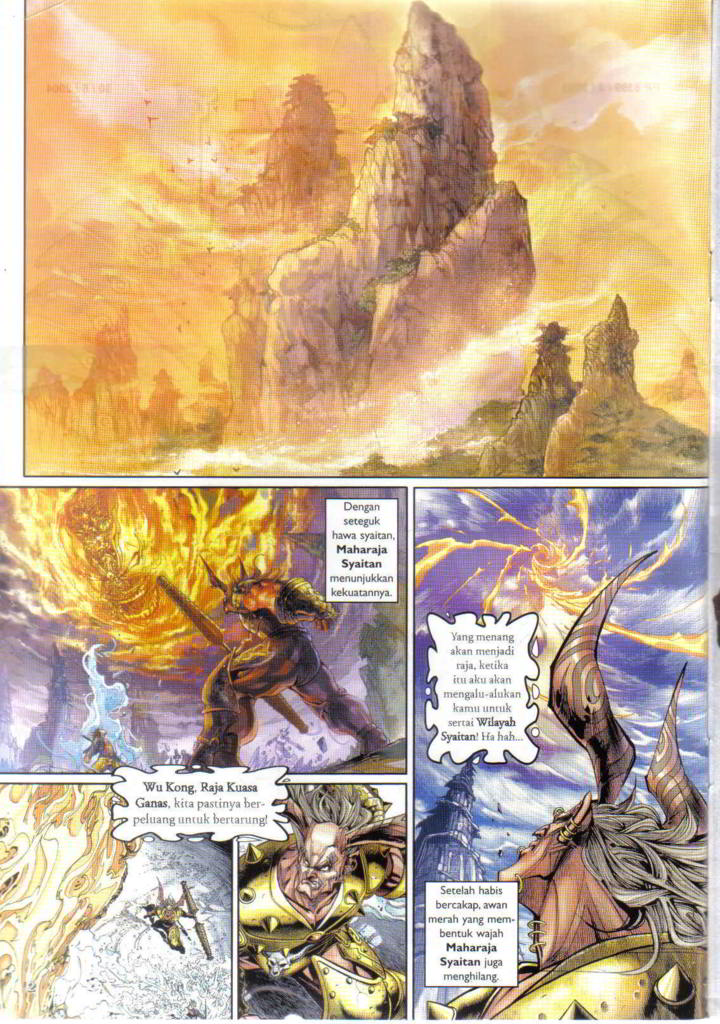 Dengan
seteguk
hawa syaitan,
Maharaja
Syaitan
menunjukkan
kekuatannya.
Yang menang
akan menjadi
raja, ketika
itu aku akan
mengalu-alukan
kamu untuk
sertai Wilayah
Syaitan! Ha hah...
Wu Kong, Raja Kuasa
Ganas, kita pastinya ber-
peluang untuk bertarung!
Setelah habis
bercakap, awan
merah yang mem-
bentuk wajah
Maharaja
Syaitan juga
menghilang.